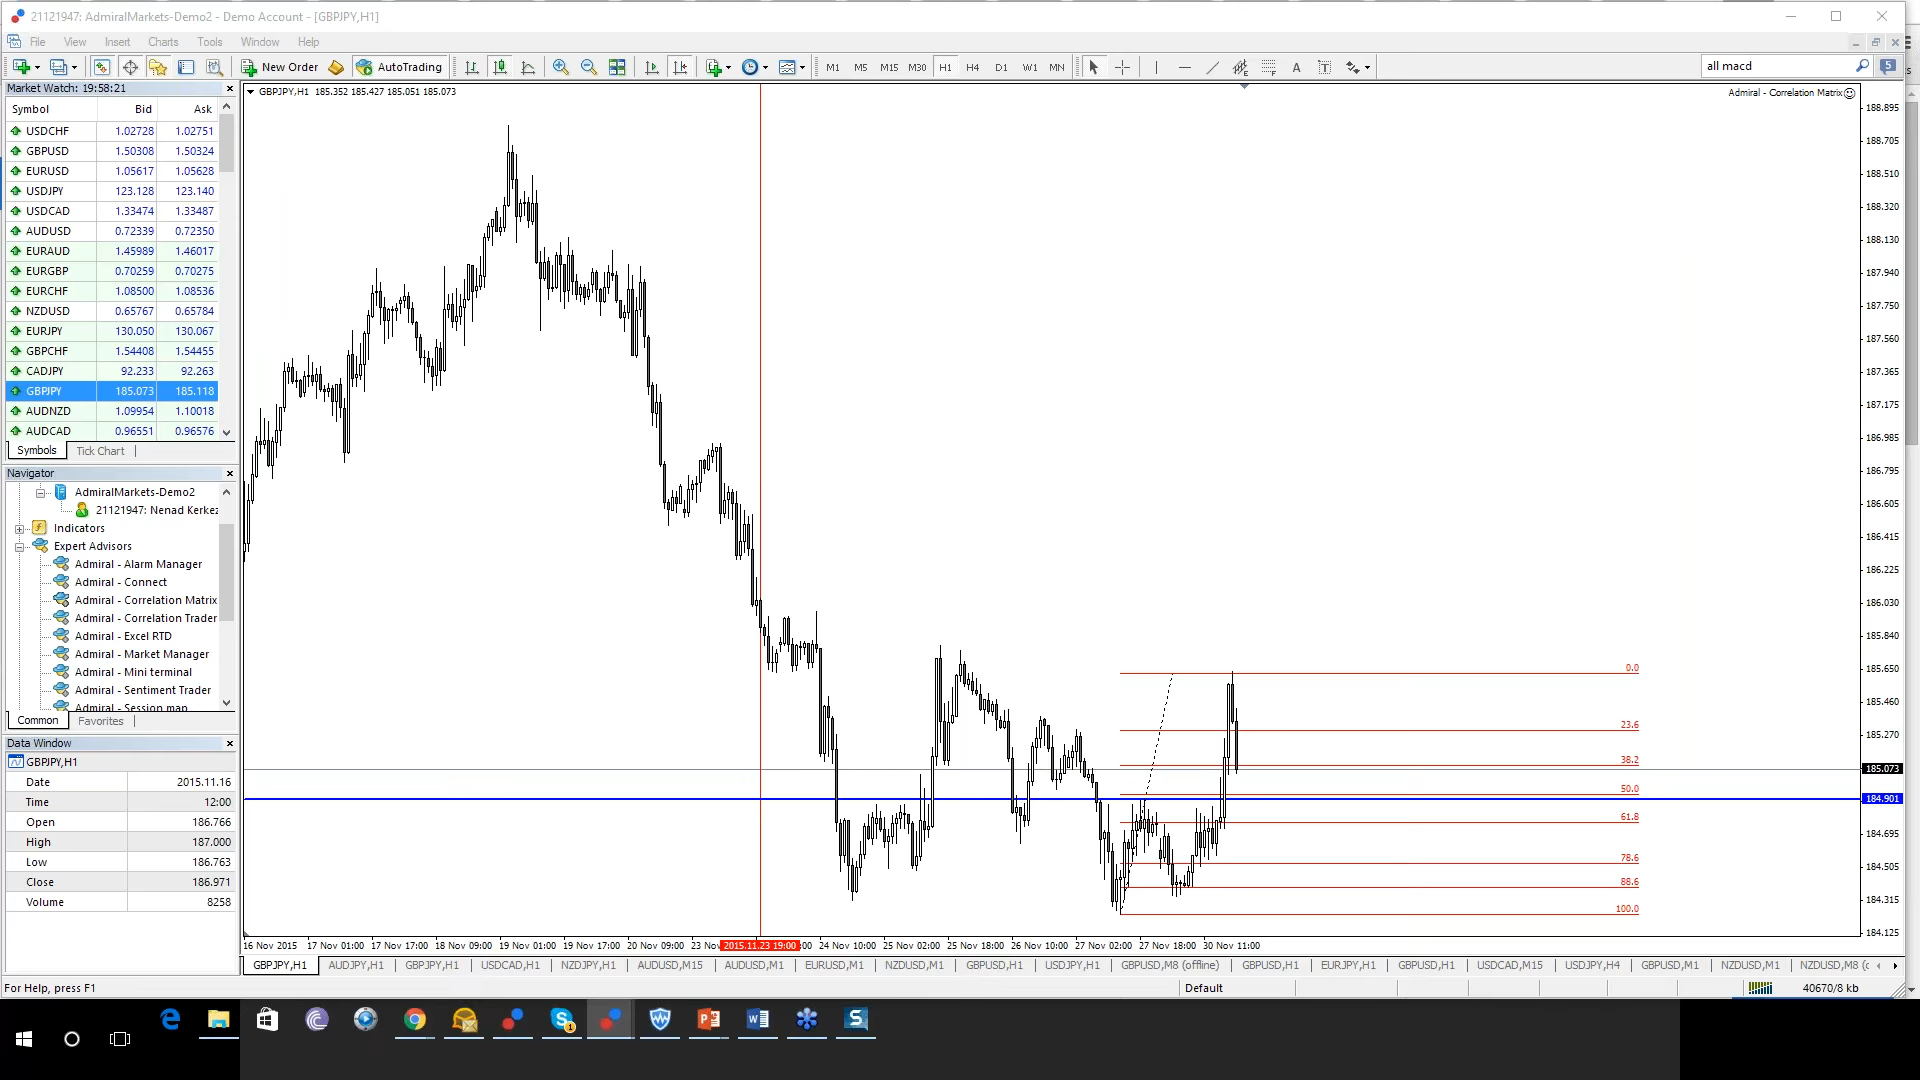 21121947: AdmiralMarkets-Demo2 - Demo Account - [GBPJPY,H1]
File View Insert Charts Tools Window Help
New Order AutoTrading M1 M5 M15 M30 H1 H4 D1 W1 MN A T all macd 5
Market Watch: 19:58:21
Symbol Bid Ask
USDCHF 1.02728 1.02751
GBPUSD 1.50308 1.50324
EURUSD 1.05617 1.05628
USDJPY 123.128 123.140
USDCAD 1.33474 1.33487
AUDUSD 0.72339 0.72350
EURAUD 1.45989 1.46017
EURGBP 0.70259 0.70275
EURCHF 1.08500 1.08536
NZDUSD 0.65767 0.65784
EURJPY 130.050 130.067
GBPCHF 1.54408 1.54455
CADJPY 92.233 92.263
GBPJPY 185.073 185.118
AUDNZD 1.09954 1.10018
AUDCAD 0.96551 0.96576
Symbols Tick Chart
Navigator
AdmiralMarkets-Demo2
21121947: Nenad Kerkez
Indicators
Expert Advisors
Admiral - Alarm Manager
Admiral - Connect
Admiral - Correlation Matrix
Admiral - Correlation Trader
Admiral - Excel RTD
Admiral - Market Manager
Admiral - Mini terminal
Admiral - Sentiment Trader
Admiral - Session map
Common Favorites
Data Window
GBPJPY,H1
Date 2015.11.16
Time 12:00
Open 186.766
High 187.000
Low 186.763
Close 186.971
Volume 8258
GBPJPY,H1 185.352 185.427 185.051 185.073
Admiral - Correlation Matrix
188.895
188.705
188.510
188.320
188.130
187.940
187.750
187.560
187.365
187.175
186.985
186.795
186.605
186.415
186.225
186.030
185.840
185.650
185.460
185.270
185.073
184.901
184.695
184.505
184.315
184.125
0.0
23.6
38.2
50.0
61.8
78.6
88.6
100.0
16 Nov 2015 17 Nov 01:00 17 Nov 17:00 18 Nov 09:00 19 Nov 01:00 19 Nov 17:00 20 Nov 09:00 23 Nov 2015.11.23 19:00 :00 24 Nov 10:00 25 Nov 02:00 25 Nov 18:00 26 Nov 10:00 27 Nov 02:00 27 Nov 18:00 30 Nov 11:00
GBPJPY,H1 AUDJPY,H1 GBPJPY,H1 USDCAD,H1 NZDJPY,H1 AUDUSD,M15 AUDUSD,M1 EURUSD,M1 NZDUSD,M1 GBPUSD,H1 USDJPY,H1 GBPUSD,M8 (offline) GBPUSD,H1 EURJPY,H1 GBPUSD,H1 USDCAD,M15 USDJPY,H4 GBPUSD,M1 NZDUSD,M1 NZDUSD,M8 (
For Help, press F1 Default 40670/8 kb